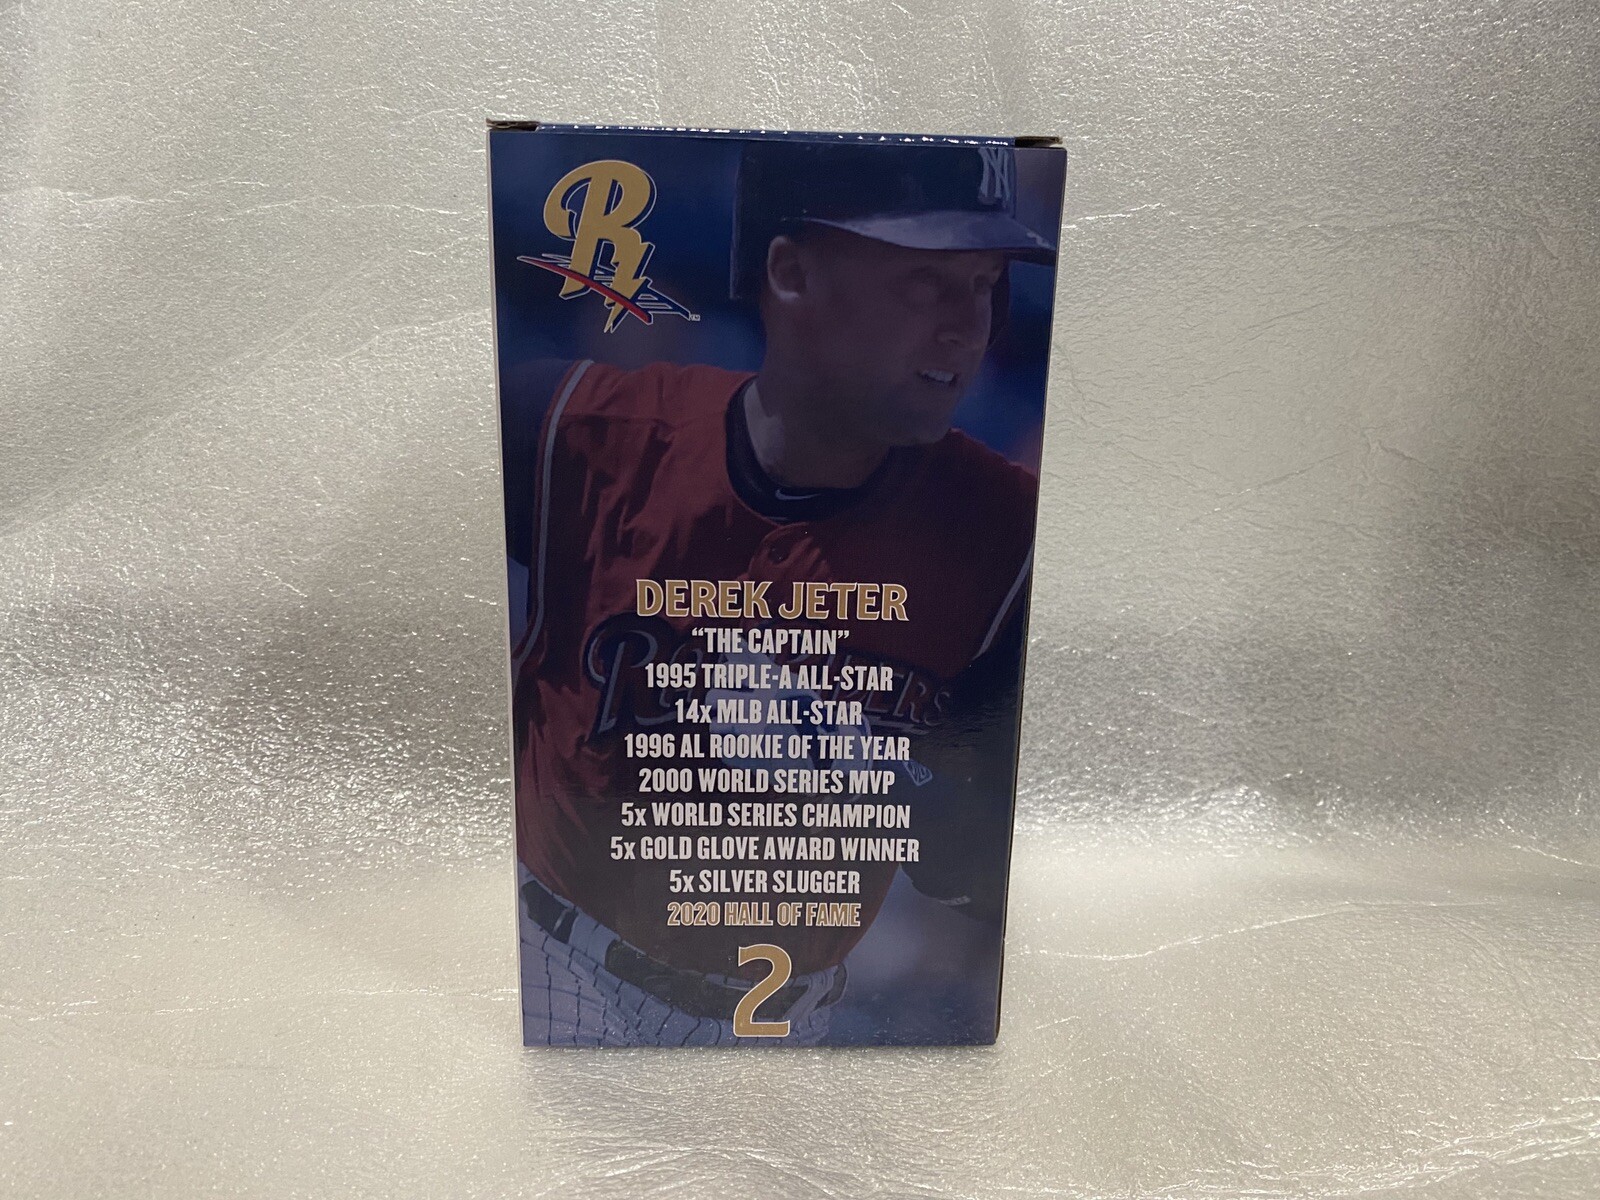 R
TM
NY
DEREK JETER
“THE CAPTAIN”
1995 TRIPLE-A ALL-STAR
14x MLB ALL-STAR
1996 AL ROOKIE OF THE YEAR
2000 WORLD SERIES MVP
5x WORLD SERIES CHAMPION
5x GOLD GLOVE AWARD WINNER
5x SILVER SLUGGER
2020 HALL OF FAME
2